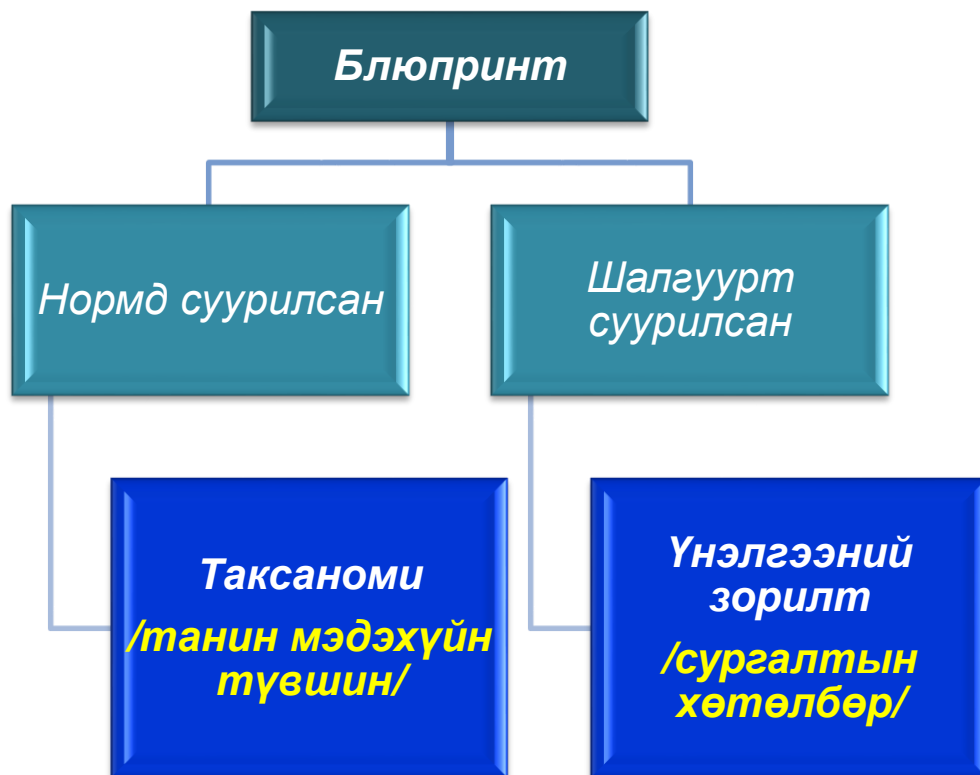 Блюпринт
Нормд суурилсан
Шалгуурт
суурилсан
Таксаноми
/танин мэдэхүйн
түвшин/
Үнэлгээний
зорилт
/сургалтын
хөтөлбөр/